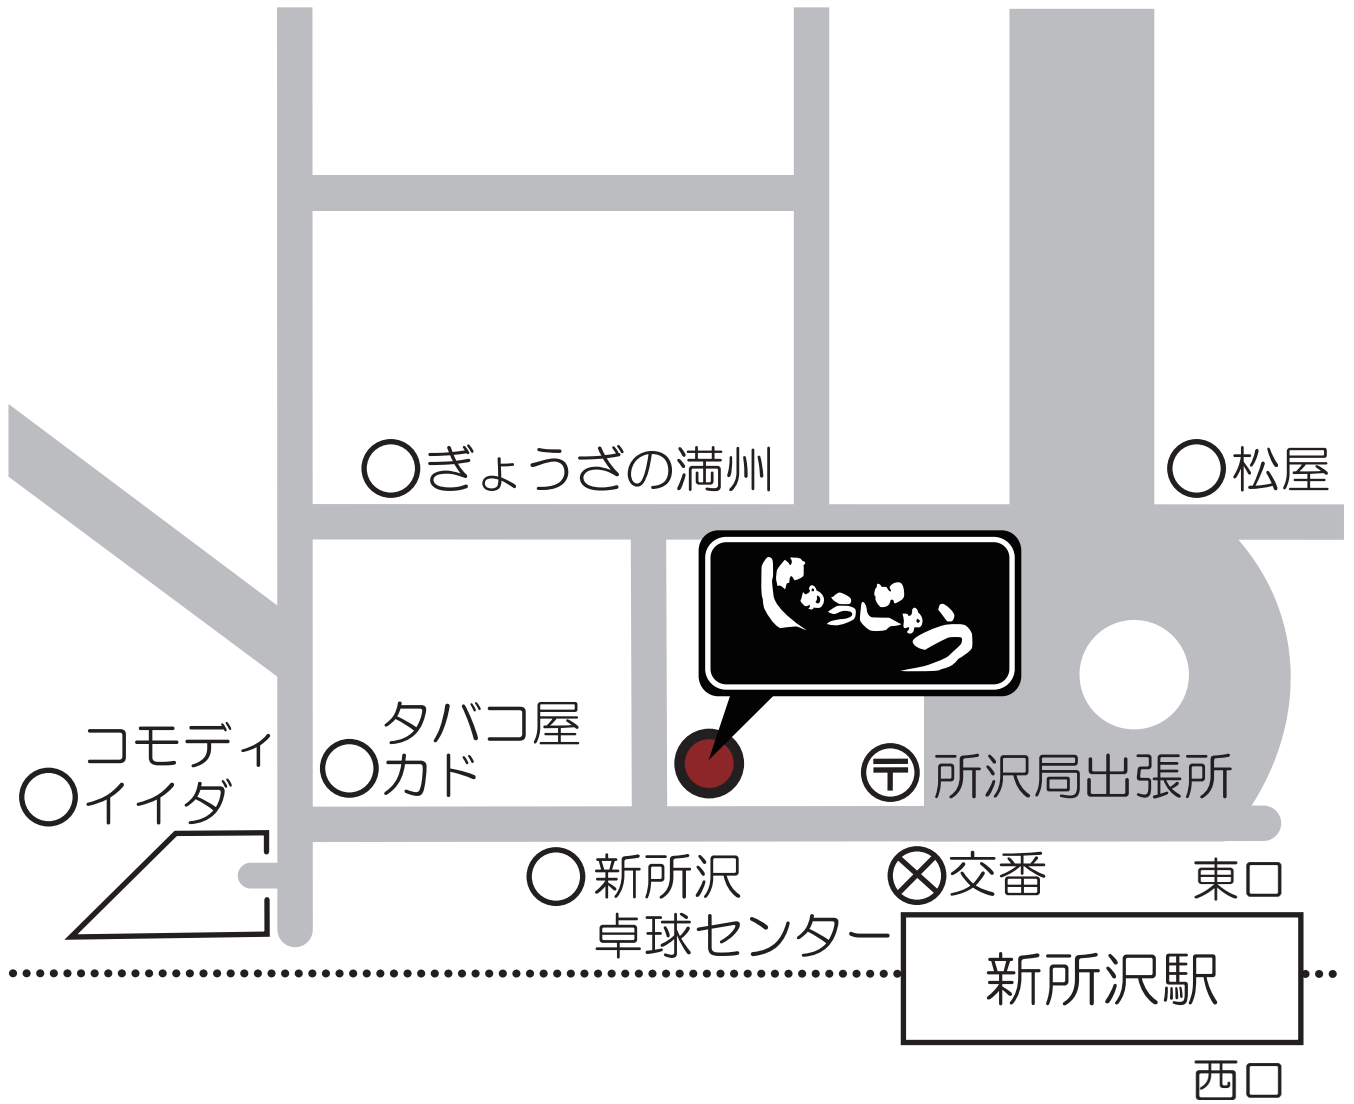 ぎょうざの満州
松屋
じゅうじゅう
タバコ屋
カド
コモディ
イイダ
〒所沢局出張所
新所沢
卓球センター
交番
東口
新所沢駅
西口